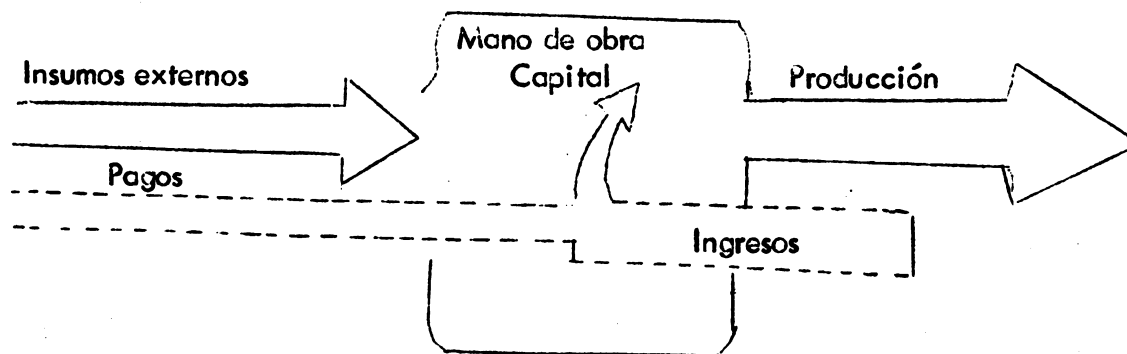 Mano de obra
Capital
Insumos externos
Producción
Pagos
Ingresos